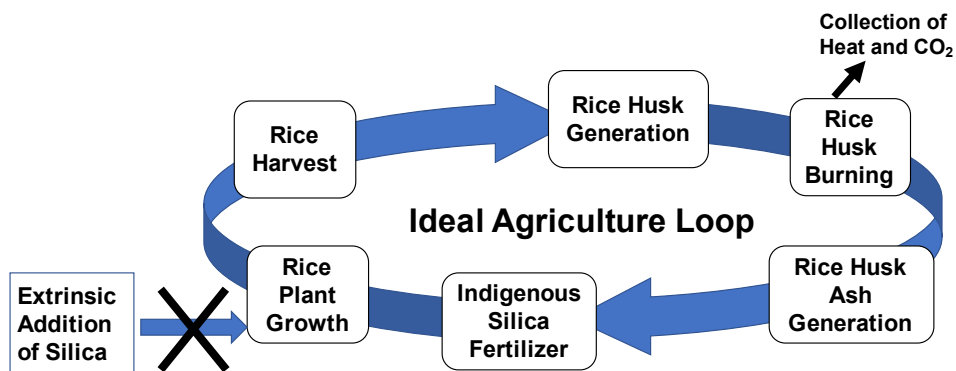 Collection of
Heat and CO₂
Rice
Harvest
Rice Husk
Generation
Rice
Husk
Burning
Ideal Agriculture Loop
Extrinsic
Addition
of Silica
Rice
Plant
Growth
Indigenous
Silica
Fertilizer
Rice Husk
Ash
Generation